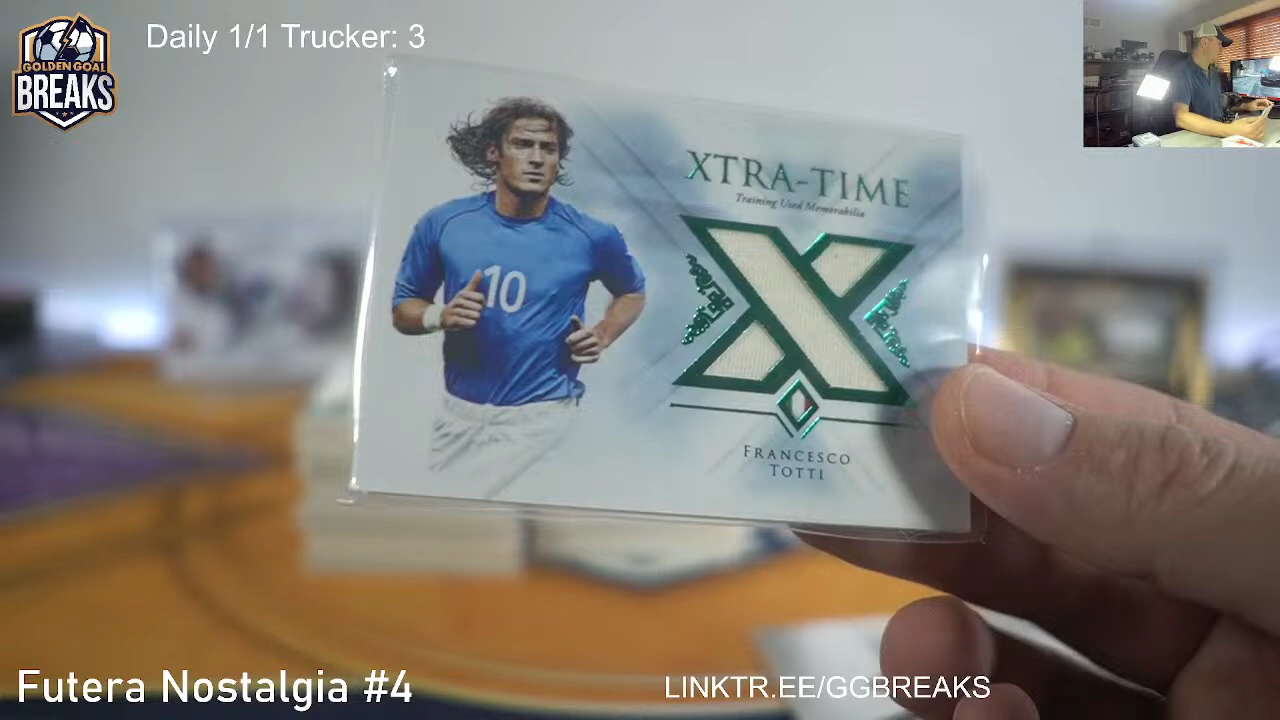 Daily 1/1 Trucker: 3
GOLDEN GOAL
BREAKS
XTRA-TIME
Training Used Memorabilia
10
FRANCESCO
TOTTI
Futera Nostalgia #4
LINKTR.EE/GGBREAKS